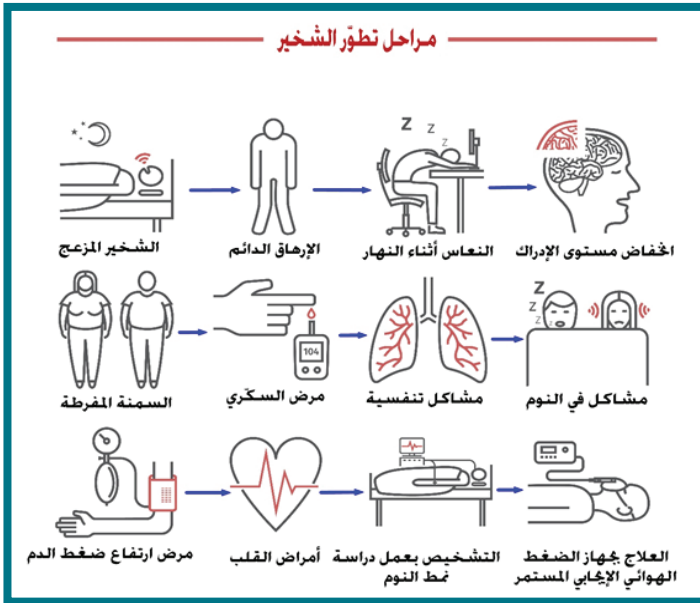 مراحل تطوّر الشخير
الشخير المزعج
الإرهاق الدائم
Z
Z
Z
النعاس أثناء النهار
انخفاض مستوى الإدراك
السمنة المفرطة
104
مرض السكّري
مشاكل تنفسية
Z
Z
Z
مشاكل في النوم
مرض ارتفاع ضغط الدم
أمراض القلب
التشخيص بعمل دراسة
نمط النوم
العلاج بجهاز الضغط
الهوائي الإيجابي المستمر